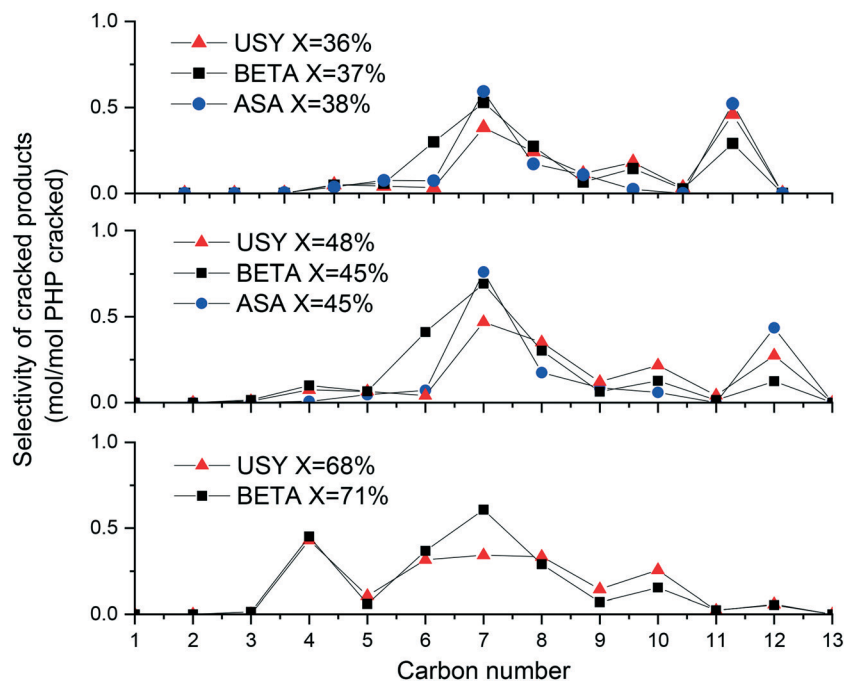 Selectivity of cracked products
(mol/mol PHP cracked)
1.0
0.5
0.0
USY X=36%
BETA X=37%
ASA X=38%
1.0
0.5
0.0
USY X=48%
BETA X=45%
ASA X=45%
1.0
0.5
0.0
USY X=68%
BETA X=71%
1 2 3 4 5 6 7 8 9 10 11 12 13
Carbon number